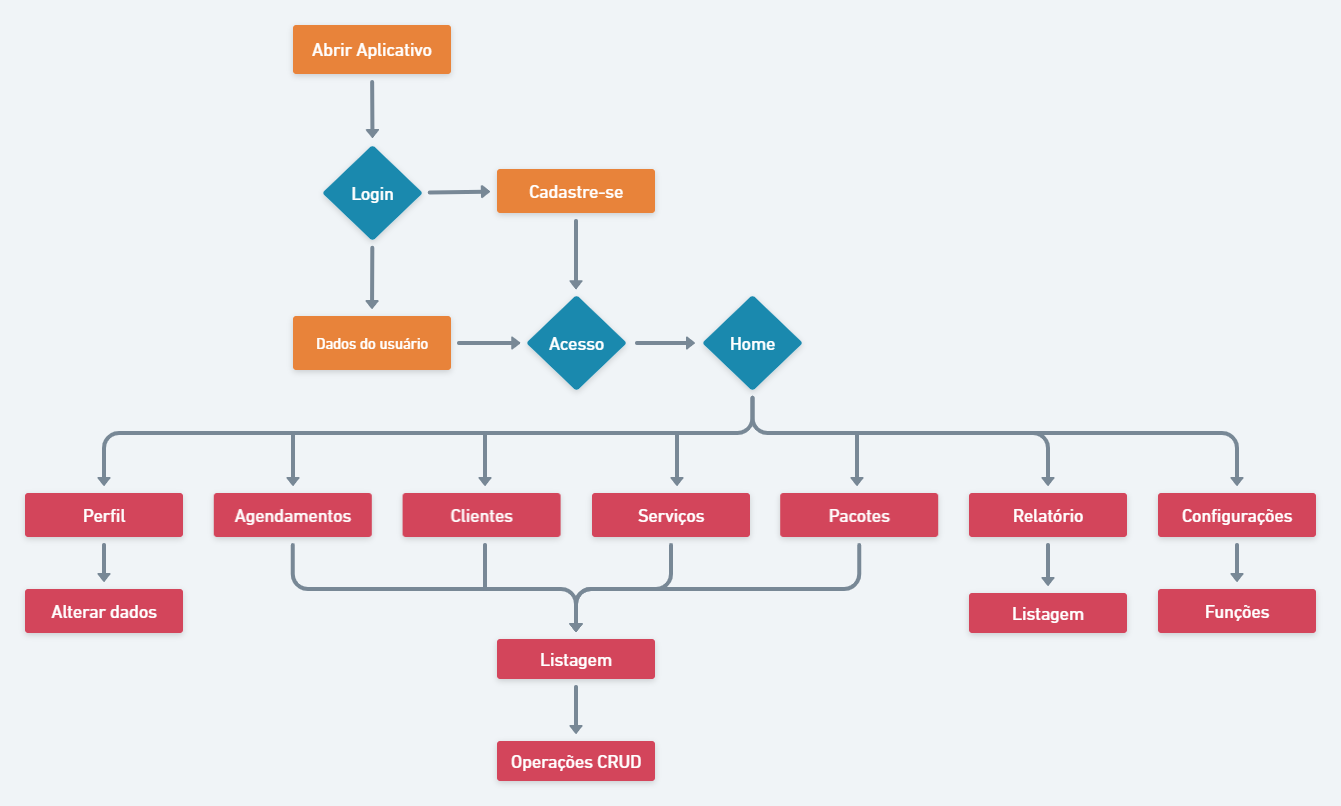 Abrir Aplicativo
Login
Cadastre-se
Dados do usuário
Acesso
Home
Perfil
Agendamentos
Clientes
Serviços
Pacotes
Relatório
Configurações
Alterar dados
Listagem
Funções
Listagem
Operações CRUD